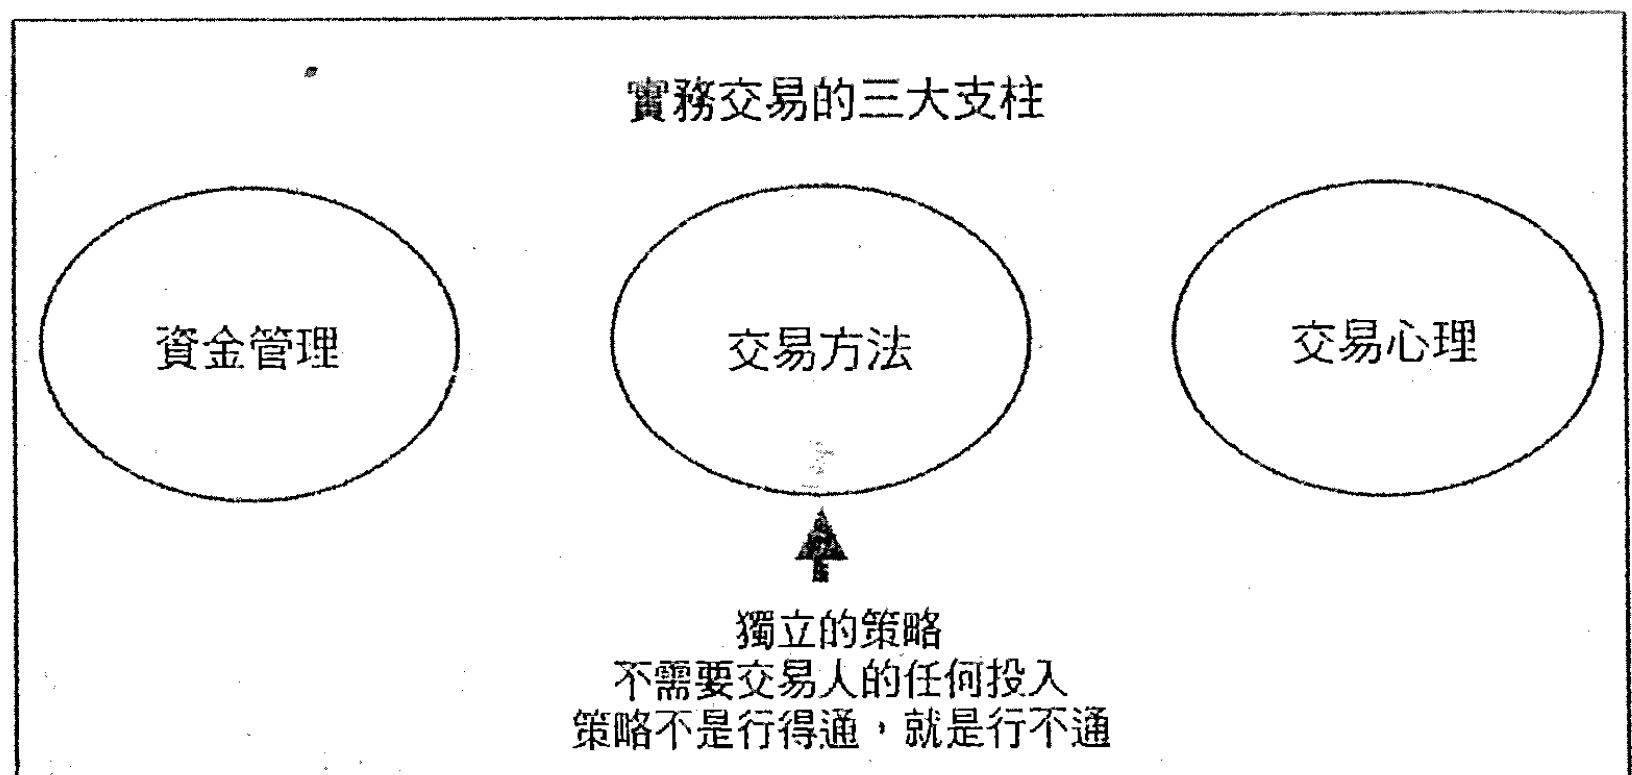 實務交易的三大支柱
資金管理
交易方法
交易心理
獨立的策略
不需要交易人的任何投入
策略不是行得通，就是行不通